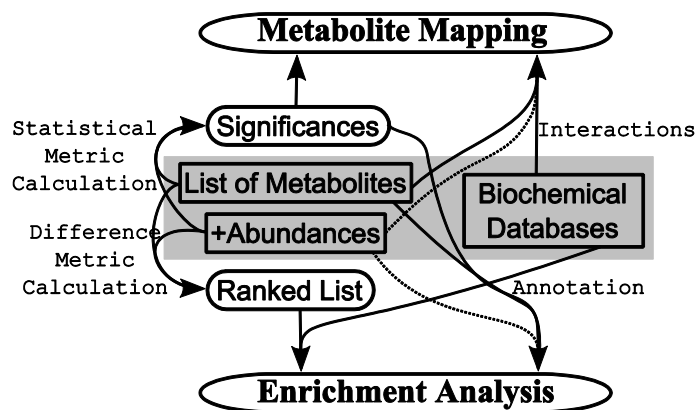 Metabolite Mapping
Statistical
Metric
Calculation
Significances
Interactions
List of Metabolites
+Abundances
Biochemical
Databases
Difference
Metric
Calculation
Ranked List
Annotation
Enrichment Analysis